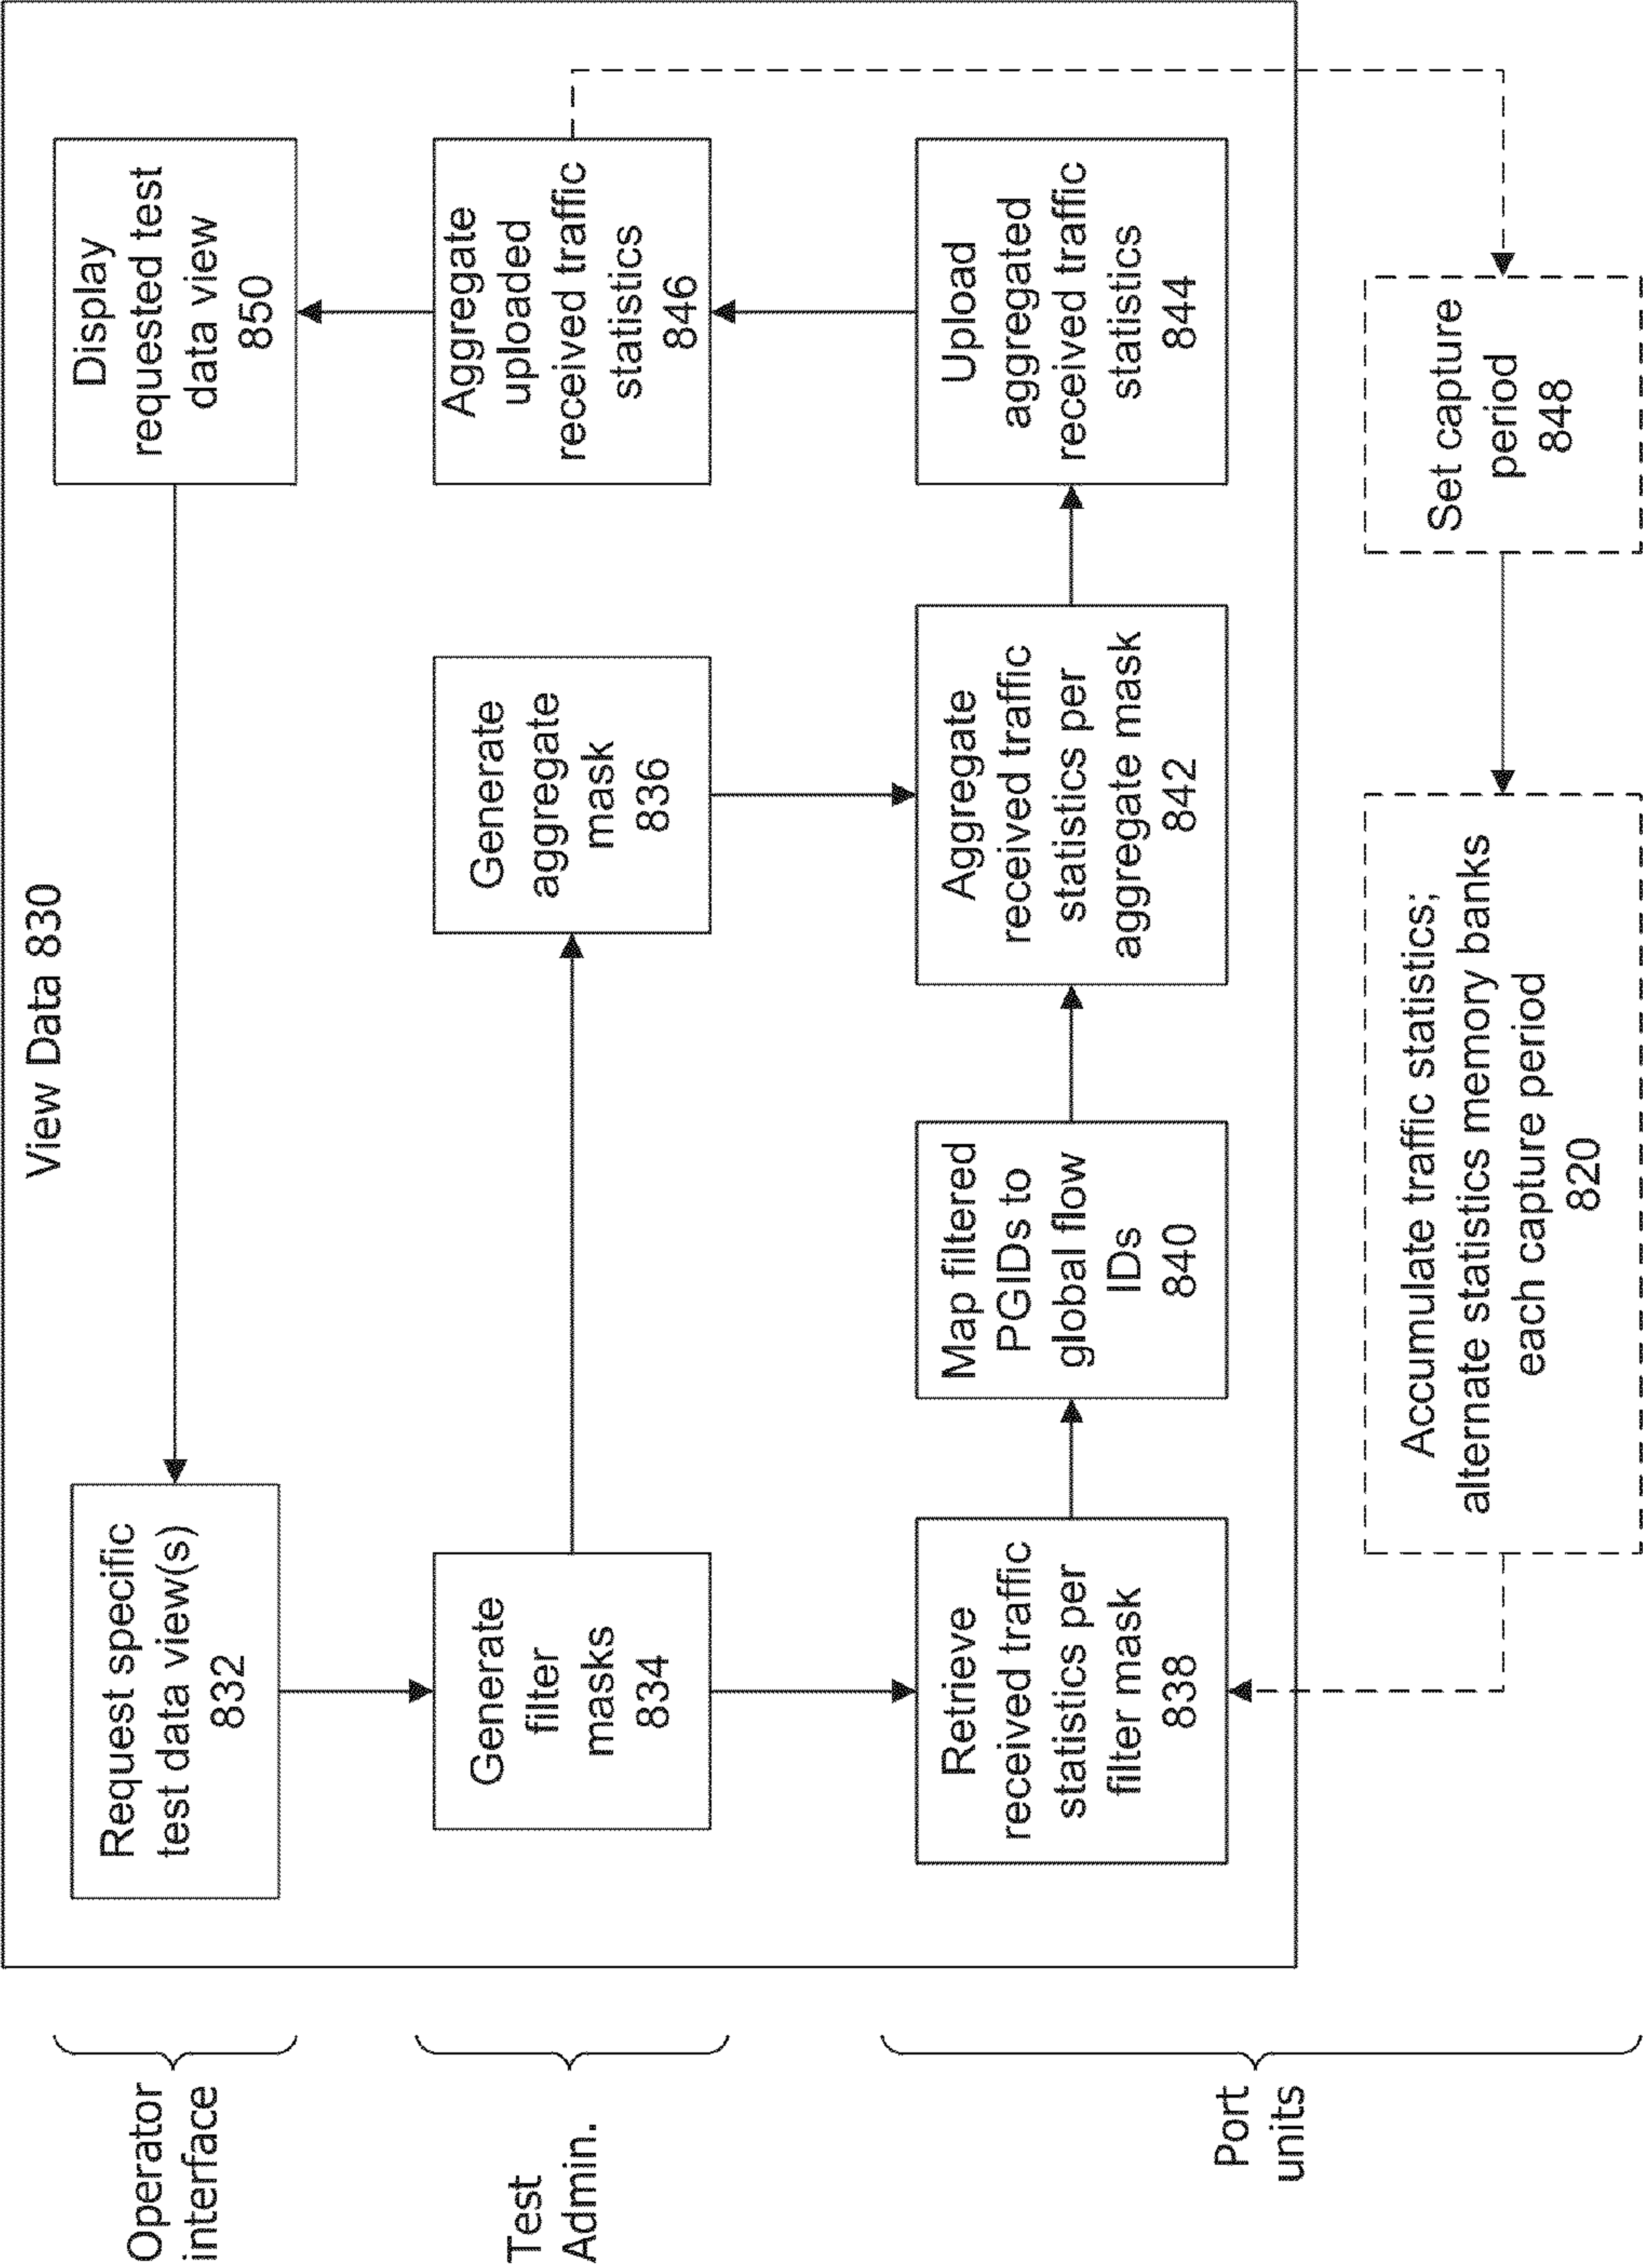 View Data 830
Operator
interface
Request specific
test data view(s)
832
Display
requested test
data view
850
Test
Admin.
Generate
filter
masks
834
Generate
aggregate
mask
836
Aggregate
uploaded
received traffic
statistics
846
Port
units
Retrieve
received traffic
statistics per
filter mask
838
Map filtered
PGIDs to
global flow
IDs
840
Aggregate
received traffic
statistics per
aggregate mask
842
Upload
aggregated
received traffic
statistics
844
Accumulate traffic statistics;
alternate statistics memory banks
each capture period
820
Set capture
period
848